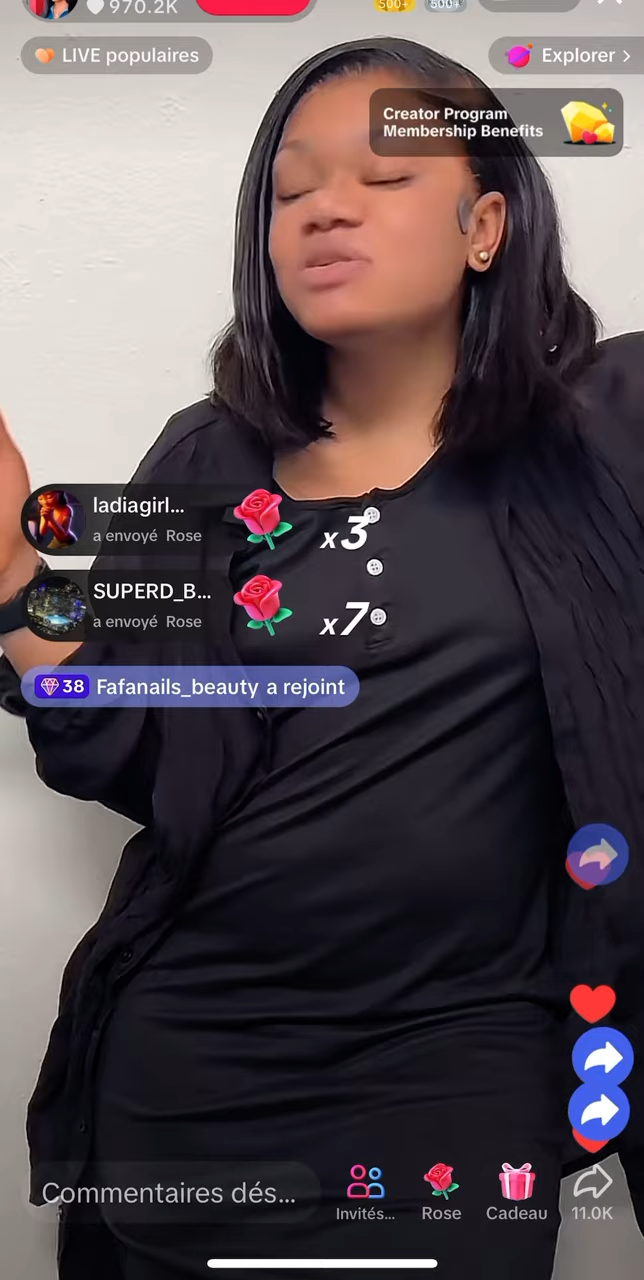 970.2K
500+
500+
LIVE populaires
Explorer >
Creator Program
Membership Benefits
ladiagirl...
a envoyé Rose
x3
SUPERD_B...
a envoyé Rose
x7
38 Fafanails_beauty a rejoint
Commentaires dés...
Invités...
Rose
Cadeau
11.0K